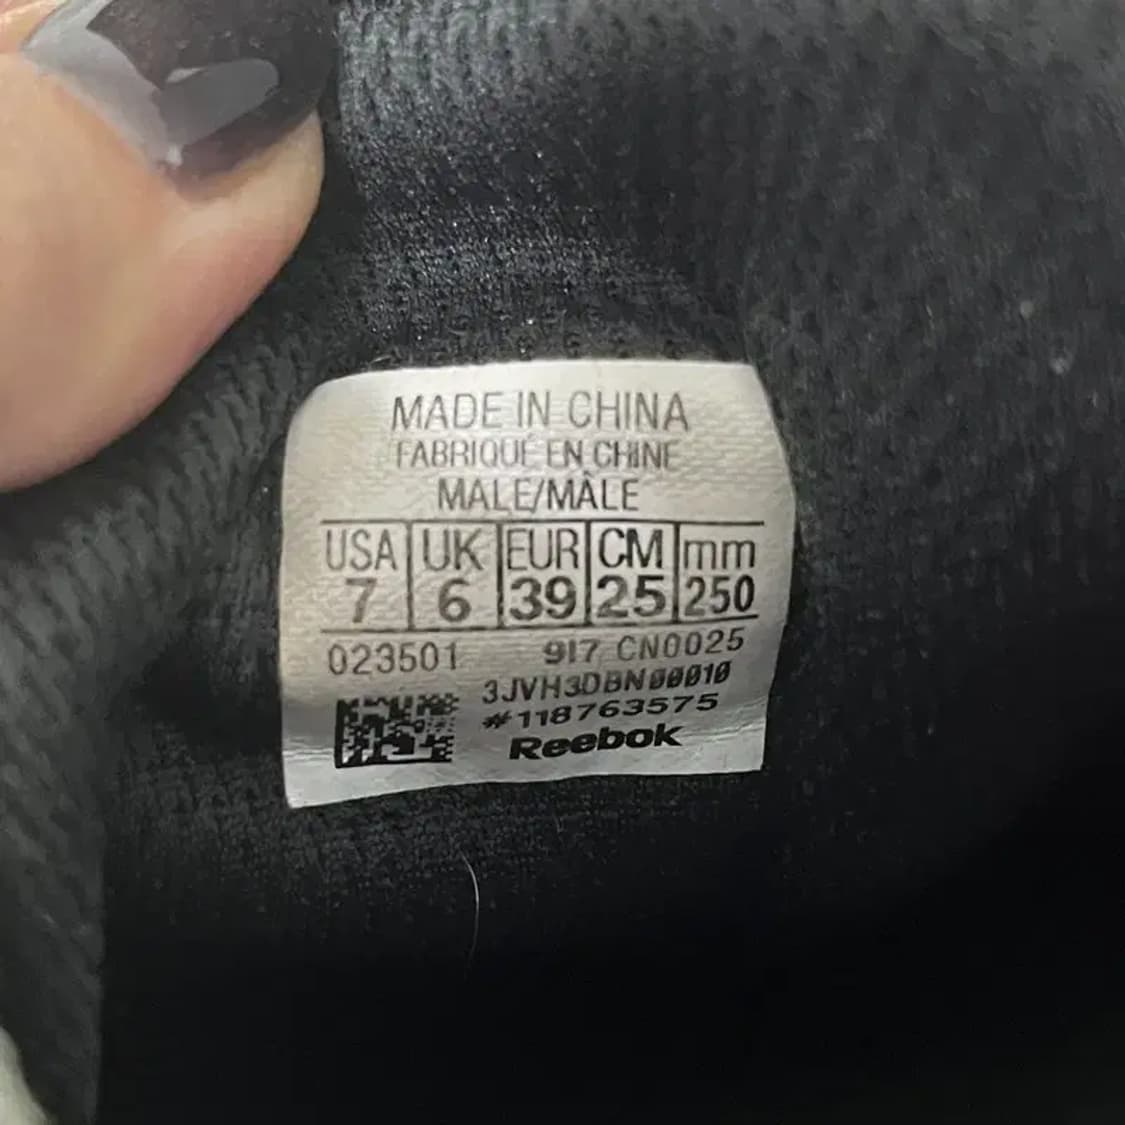 MADE IN CHINA
FABRIQUÉ EN CHINE
MALE/MÂLE
USA UK EUR CM mm
7 6 39 25 250
023501 917 CN0025
3JVH3DBN00010
#118763575
Reebok